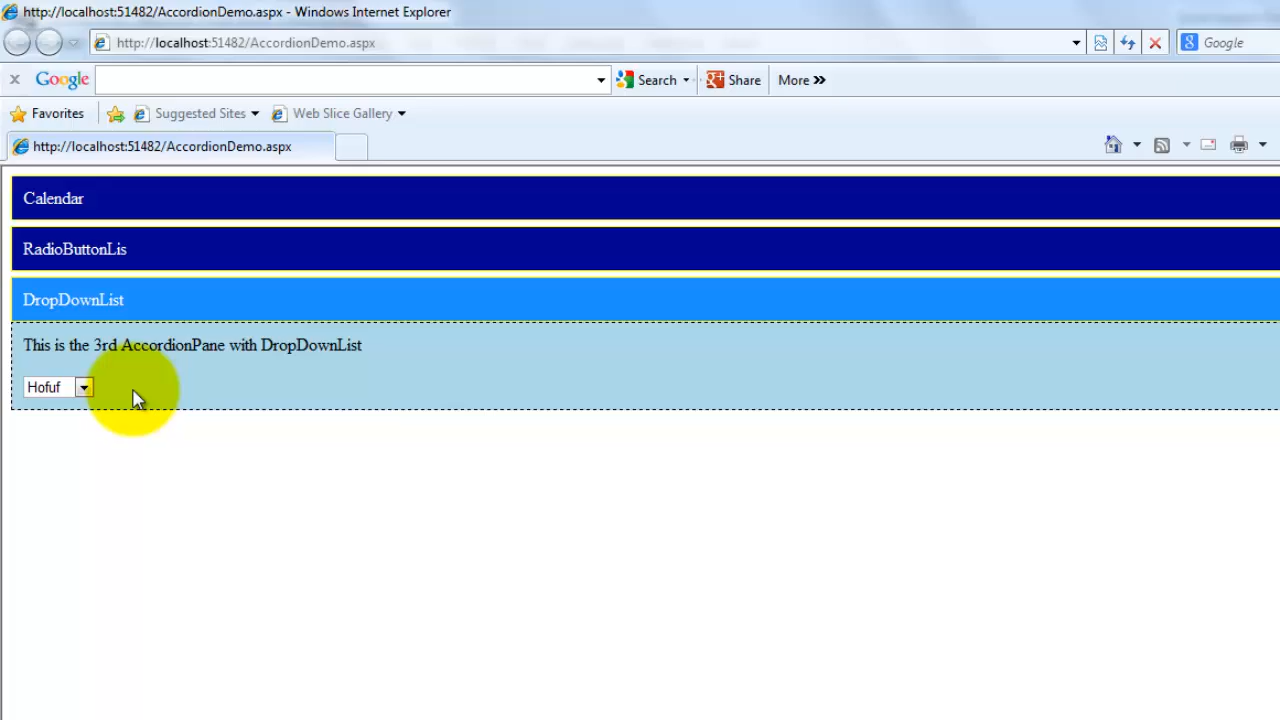 http://localhost:51482/AccordionDemo.aspx - Windows Internet Explorer
http://localhost:51482/AccordionDemo.aspx
Google
x Google Search Share More »
Favorites Suggested Sites Web Slice Gallery
http://localhost:51482/AccordionDemo.aspx
Calendar
RadioButtonLis
DropDownList
This is the 3rd AccordionPane with DropDownList
Hofuf